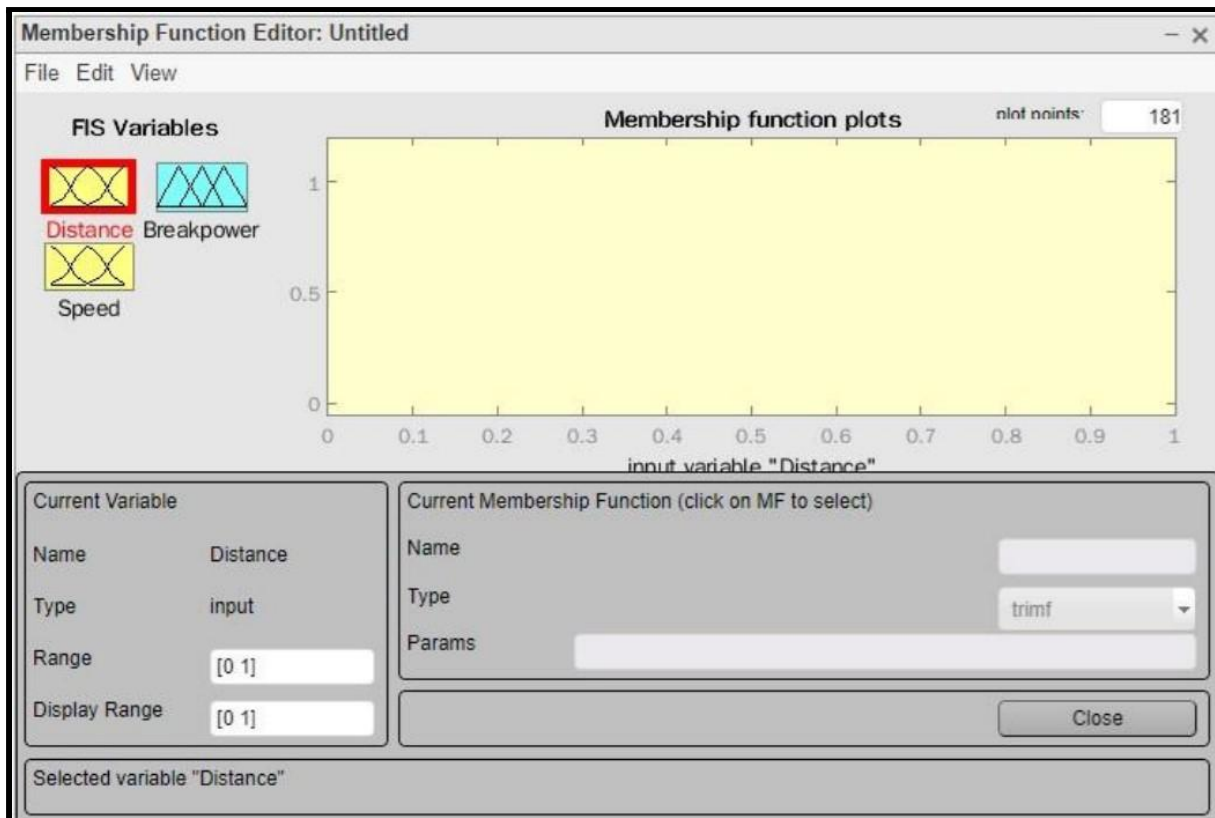 Membership Function Editor: Untitled
File Edit View
FIS Variables
Distance Breakpower
Speed
Membership function plots
plot points: 181
1
0.5
0
0 0.1 0.2 0.3 0.4 0.5 0.6 0.7 0.8 0.9 1
input variable "Distance"
Current Variable
Name Distance
Type input
Range [0 1]
Display Range [0 1]
Current Membership Function (click on MF to select)
Name
Type trimf
Params
Close
Selected variable "Distance"